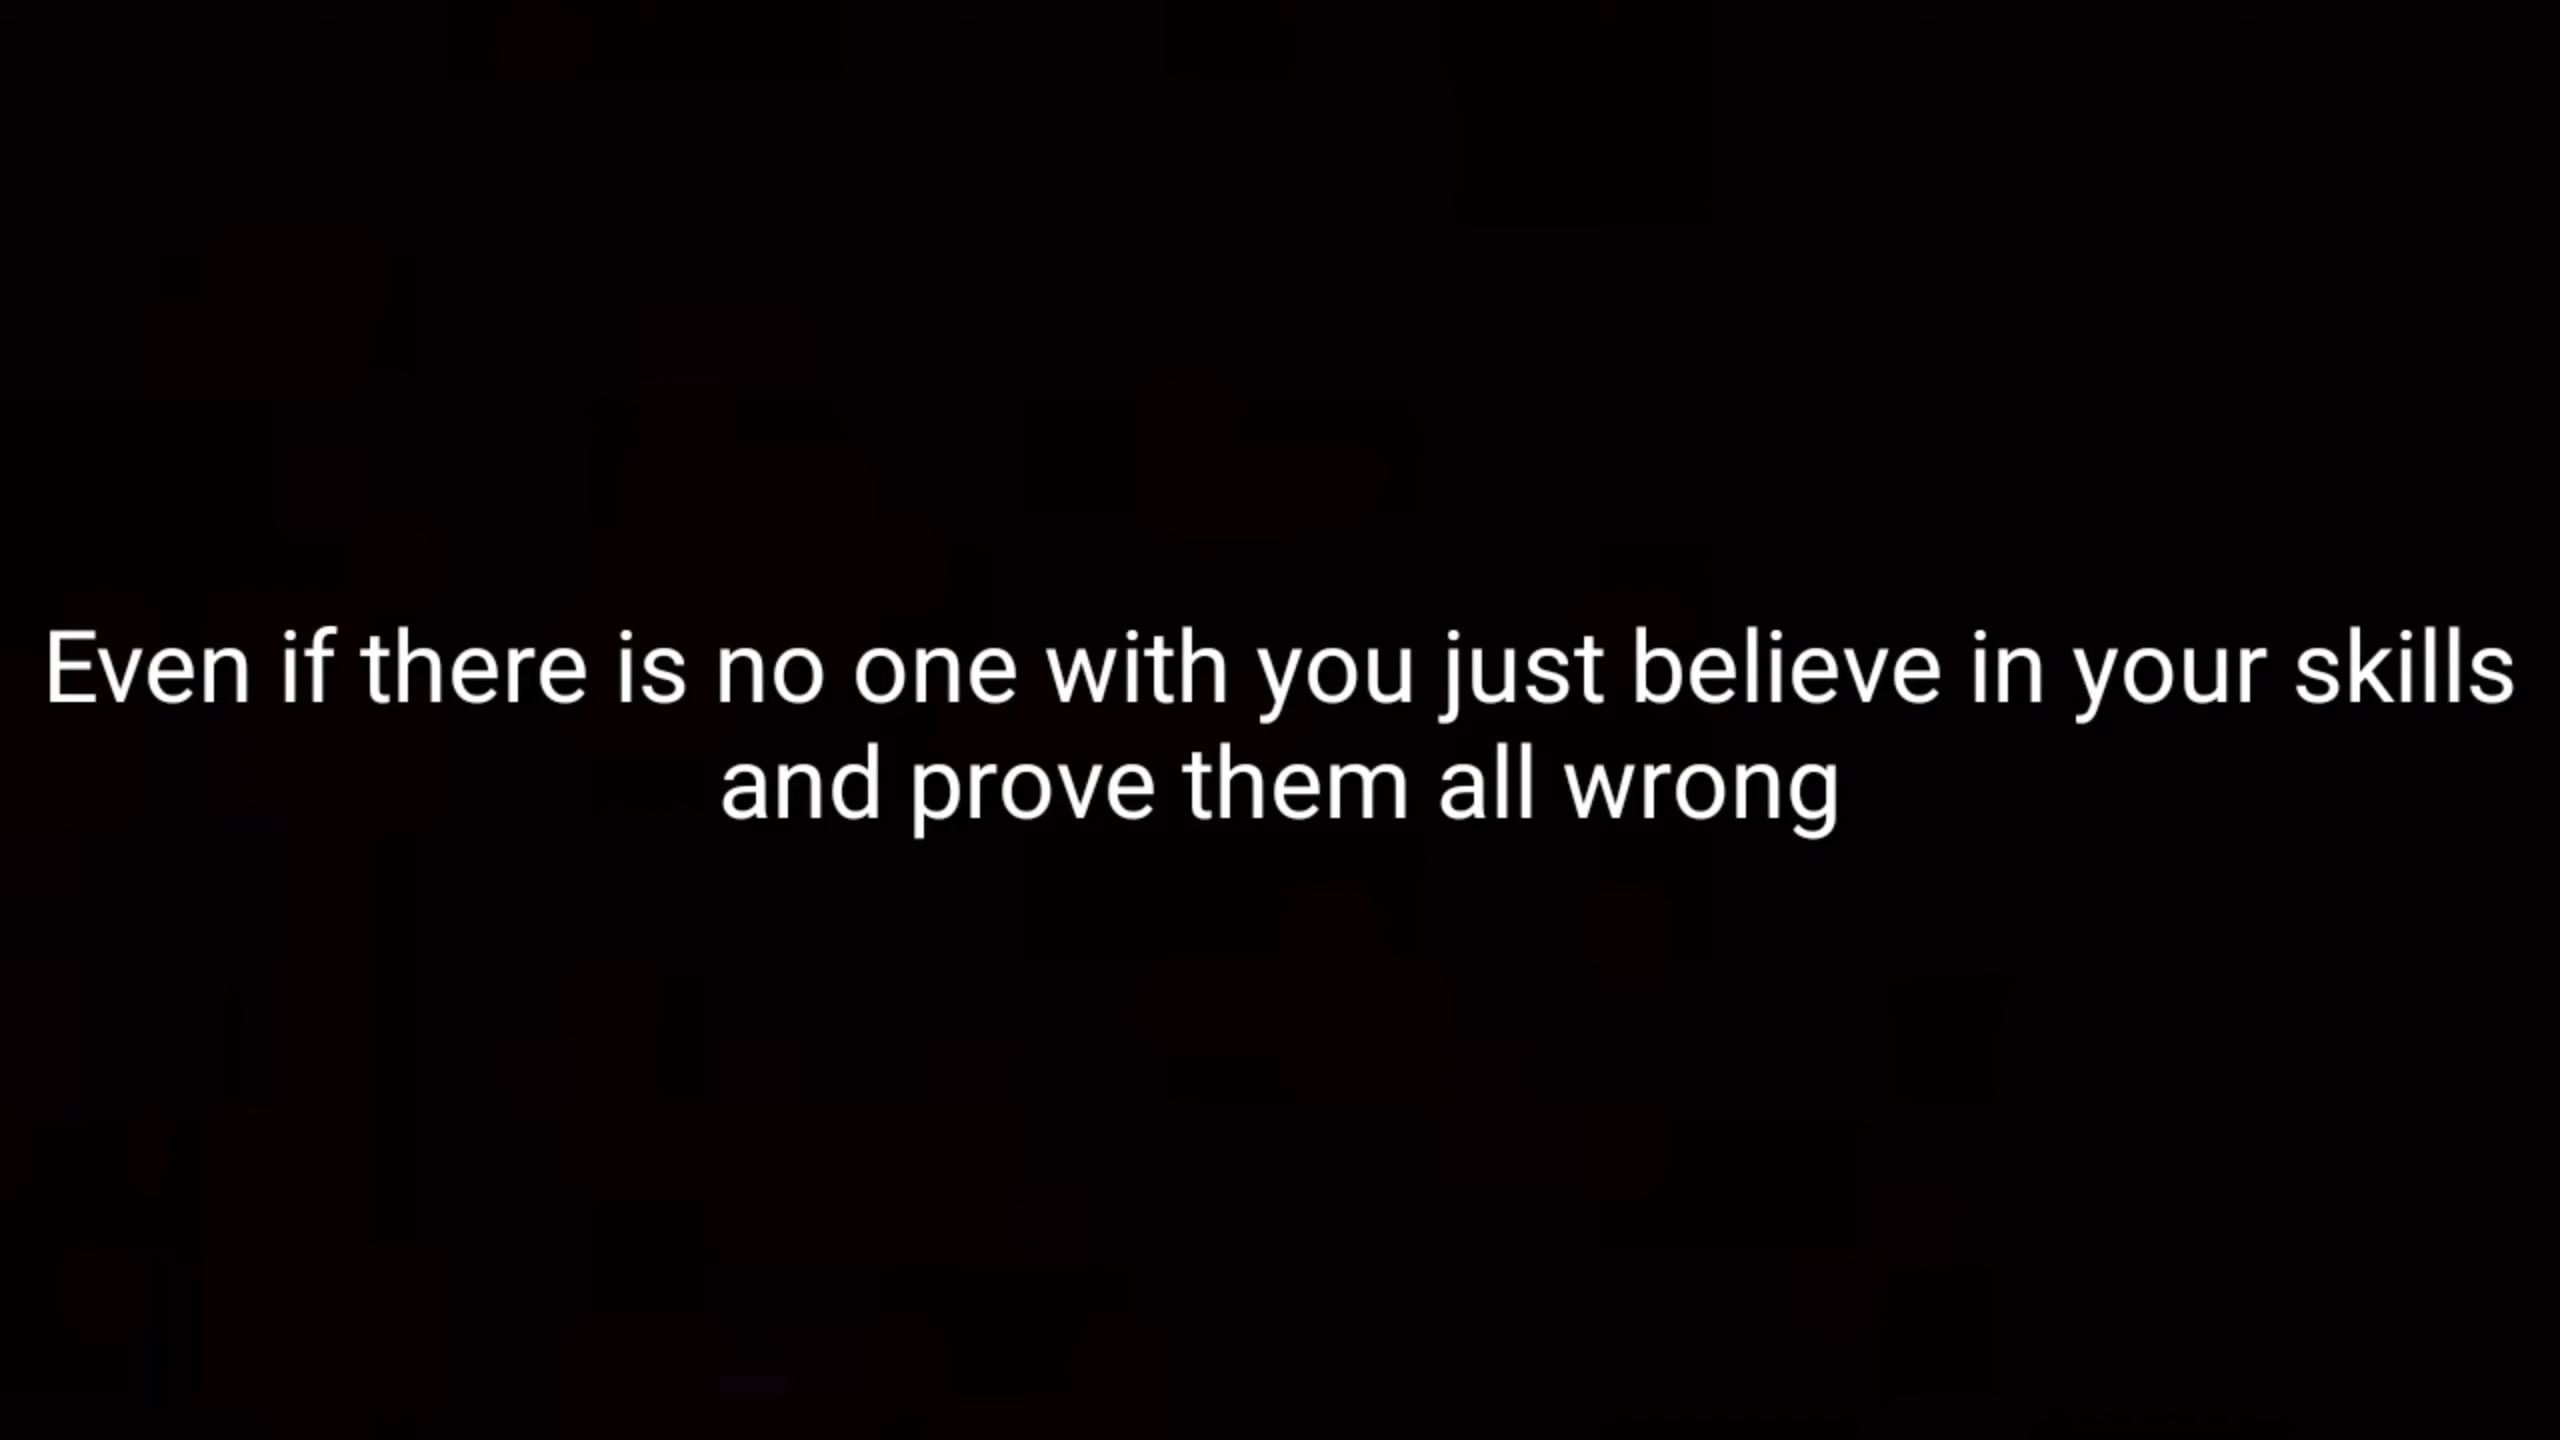 Even if there is no one with you just believe in your skills
and prove them all wrong